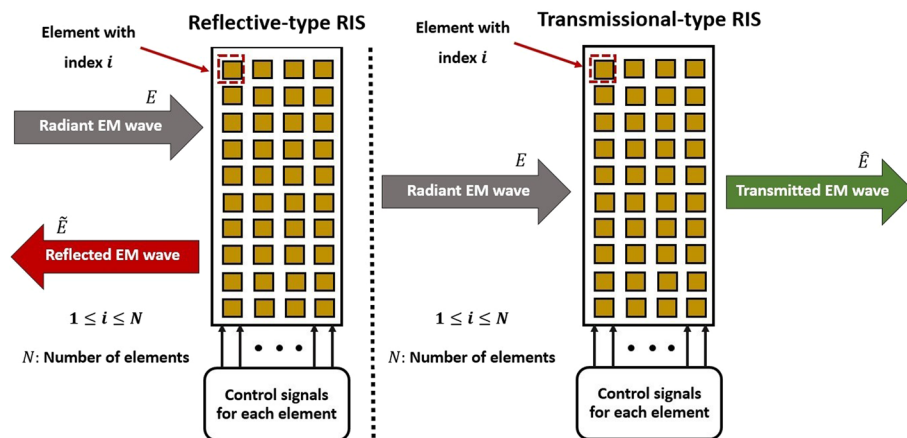 Reflective-type RIS
Element with
index i
E
Radiant EM wave
Ẽ
Reflected EM wave
1 ≤ i ≤ N
N: Number of elements
• • •
Control signals
for each element
Transmissional-type RIS
Element with
index i
E
Radiant EM wave
Ê
Transmitted EM wave
1 ≤ i ≤ N
N: Number of elements
• • •
Control signals
for each element